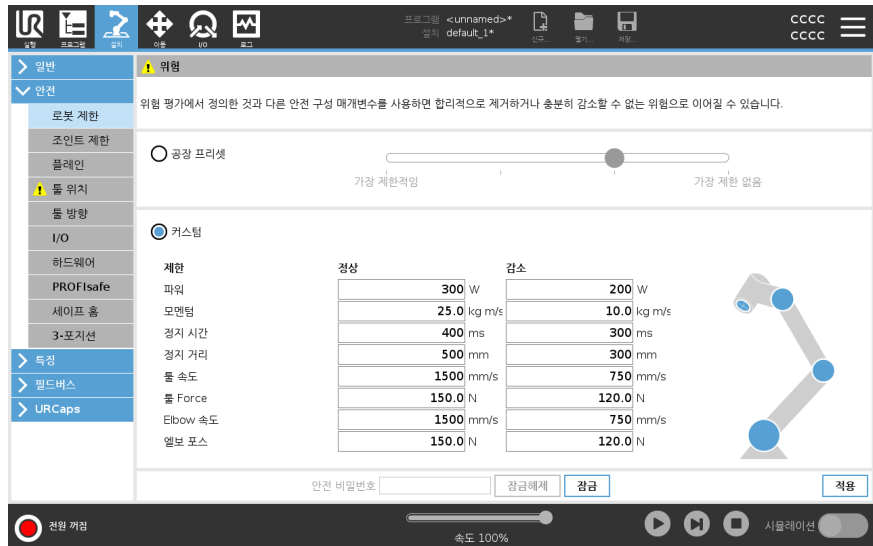 UR
프로그램 <unnamed>*
설치 default_1*
신규... 열기... 저장...
cccc
cccc
실행 프로그램 설치 이동 I/O 로그
일반
안전
로봇 제한
조인트 제한
플레인
툴 위치
툴 방향
I/O
하드웨어
PROFIsafe
세이프 홈
3-포지션
특징
필드버스
URCaps
위험
위험 평가에서 정의한 것과 다른 안전 구성 매개변수를 사용하면 합리적으로 제거하거나 충분히 감소할 수 없는 위험으로 이어질 수 있습니다.
공장 프리셋
가장 제한적임 가장 제한 없음
커스텀
제한 정상 감소
파워 300 W 200 W
모멘텀 25.0 kg m/s 10.0 kg m/s
정지 시간 400 ms 300 ms
정지 거리 500 mm 300 mm
툴 속도 1500 mm/s 750 mm/s
툴 Force 150.0 N 120.0 N
Elbow 속도 1500 mm/s 750 mm/s
엘보 포스 150.0 N 120.0 N
안전 비밀번호 잠금해제 잠금 적용
전원 꺼짐
속도 100%
시뮬레이션